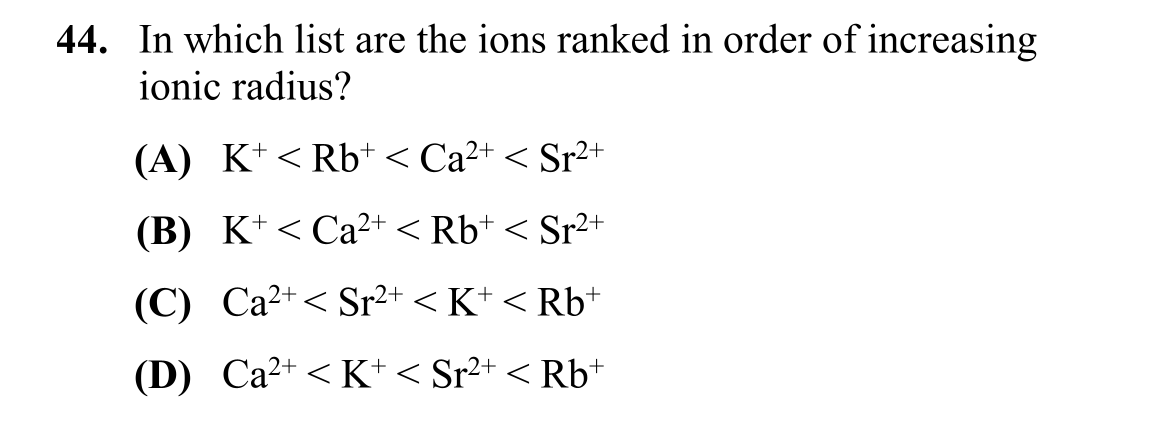 44. In which list are the ions ranked in order of increasing
ionic radius?
(A) K⁺ < Rb⁺ < Ca²⁺ < Sr²⁺
(B) K⁺ < Ca²⁺ < Rb⁺ < Sr²⁺
(C) Ca²⁺ < Sr²⁺ < K⁺ < Rb⁺
(D) Ca²⁺ < K⁺ < Sr²⁺ < Rb⁺